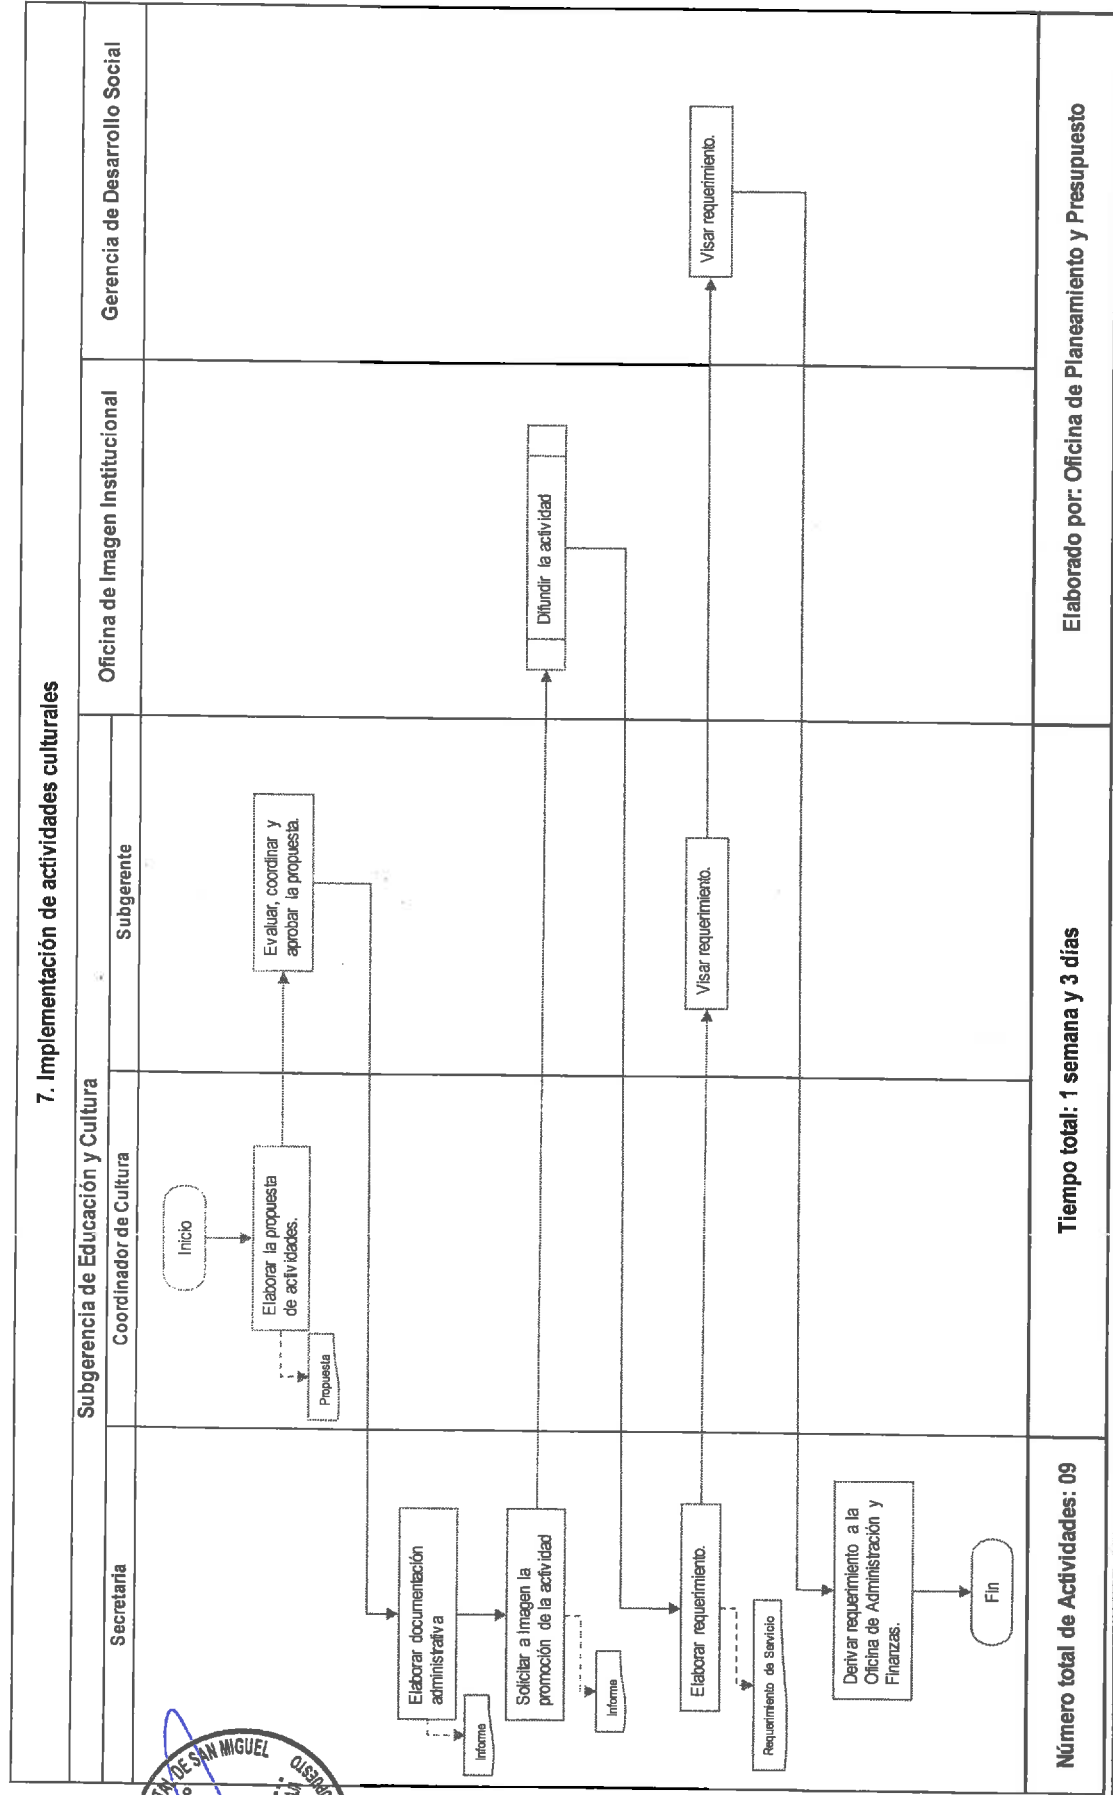 7. Implementación de actividades culturales
Subgerencia de Educación y Cultura
Oficina de Imagen Institucional
Gerencia de Desarrollo Social
Secretaria
Coordinador de Cultura
Subgerente
Inicio
Elaborar la propuesta
de actividades.
Propuesta
Evaluar, coordinar y
aprobar la propuesta.
Elaborar documentación
administrativa
Informe
Solicitar a Imagen la
promoción de la actividad
Informe
Difundir la actividad
Elaborar requerimiento.
Requerimiento de Servicio
Visar requerimiento.
Visar requerimiento.
Derivar requerimiento a la
Oficina de Administración y
Finanzas.
Fin
Número total de Actividades: 09
Tiempo total: 1 semana y 3 días
Elaborado por: Oficina de Planeamiento y Presupuesto
DE SAN MIGUEL